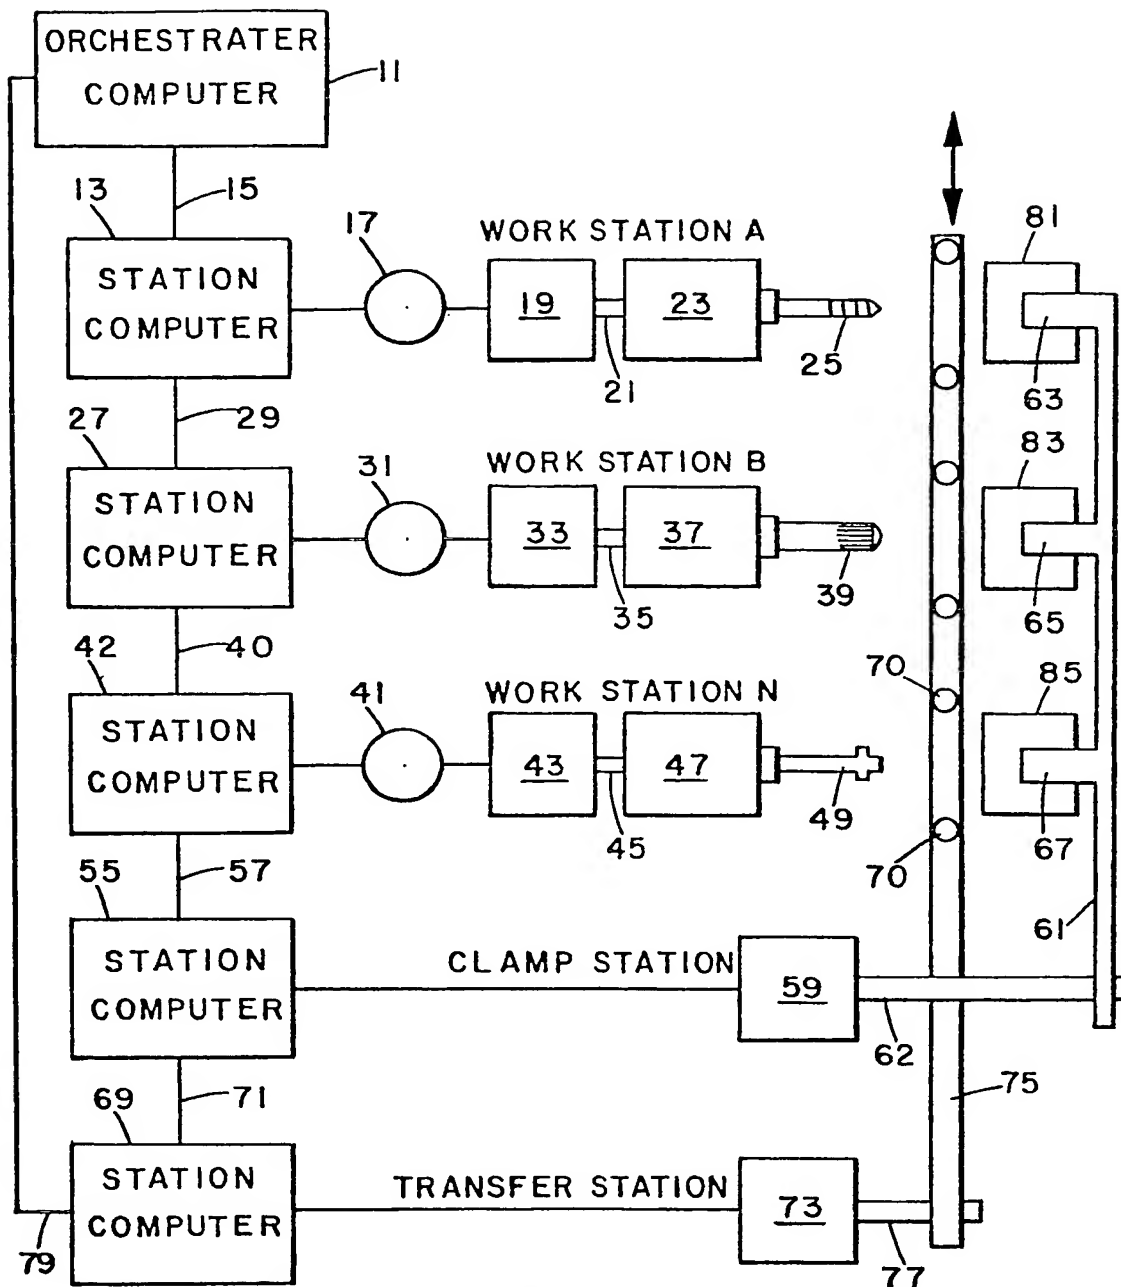 ORCHESTRATER
COMPUTER
11
13
15
17
WORK STATION A
81
STATION
COMPUTER
19
23
21
25
63
27
29
31
WORK STATION B
83
STATION
COMPUTER
33
37
35
39
65
42
40
41
WORK STATION N
70
85
STATION
COMPUTER
43
47
45
49
70
67
55
57
61
STATION
COMPUTER
CLAMP STATION
59
62
75
69
71
STATION
COMPUTER
TRANSFER STATION
73
79
77